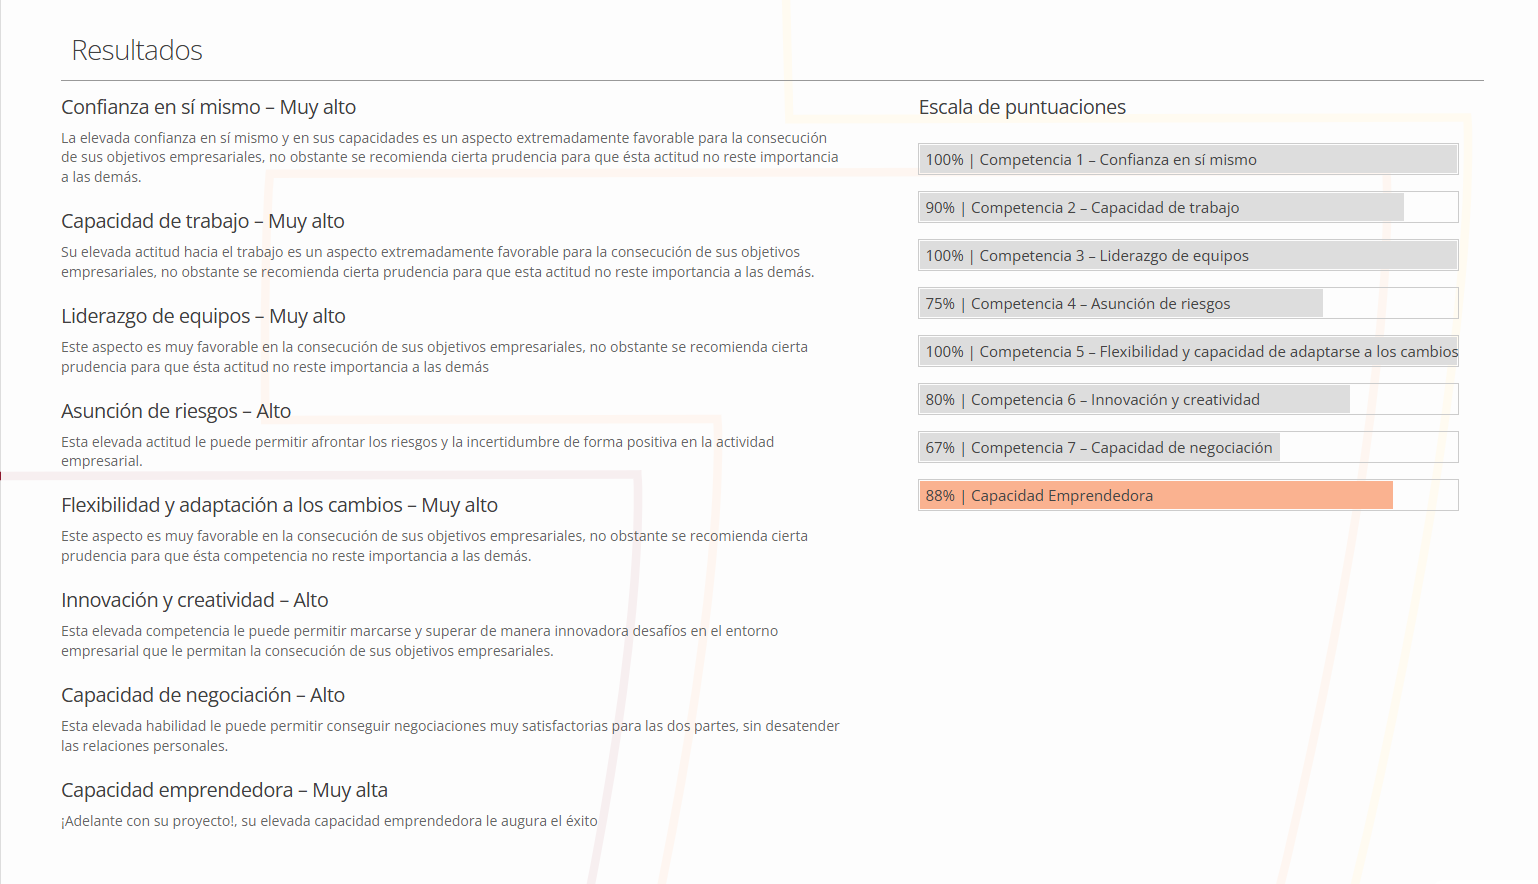 Resultados
Confianza en sí mismo – Muy alto
La elevada confianza en sí mismo y en sus capacidades es un aspecto extremadamente favorable para la consecución
de sus objetivos empresariales, no obstante se recomienda cierta prudencia para que ésta actitud no reste importancia
a las demás.
Capacidad de trabajo – Muy alto
Su elevada actitud hacia el trabajo es un aspecto extremadamente favorable para la consecución de sus objetivos
empresariales, no obstante se recomienda cierta prudencia para que esta actitud no reste importancia a las demás.
Liderazgo de equipos – Muy alto
Este aspecto es muy favorable en la consecución de sus objetivos empresariales, no obstante se recomienda cierta
prudencia para que ésta actitud no reste importancia a las demás
Asunción de riesgos – Alto
Esta elevada actitud le puede permitir afrontar los riesgos y la incertidumbre de forma positiva en la actividad
empresarial.
Flexibilidad y adaptación a los cambios – Muy alto
Este aspecto es muy favorable en la consecución de sus objetivos empresariales, no obstante se recomienda cierta
prudencia para que ésta competencia no reste importancia a las demás.
Innovación y creatividad – Alto
Esta elevada competencia le puede permitir marcarse y superar de manera innovadora desafíos en el entorno
empresarial que le permitan la consecución de sus objetivos empresariales.
Capacidad de negociación – Alto
Esta elevada habilidad le puede permitir conseguir negociaciones muy satisfactorias para las dos partes, sin desatender
las relaciones personales.
Capacidad emprendedora – Muy alta
¡Adelante con su proyecto!, su elevada capacidad emprendedora le augura el éxito
Escala de puntuaciones
100% | Competencia 1 – Confianza en sí mismo
90% | Competencia 2 – Capacidad de trabajo
100% | Competencia 3 – Liderazgo de equipos
75% | Competencia 4 – Asunción de riesgos
100% | Competencia 5 – Flexibilidad y capacidad de adaptarse a los cambios
80% | Competencia 6 – Innovación y creatividad
67% | Competencia 7 – Capacidad de negociación
88% | Capacidad Emprendedora